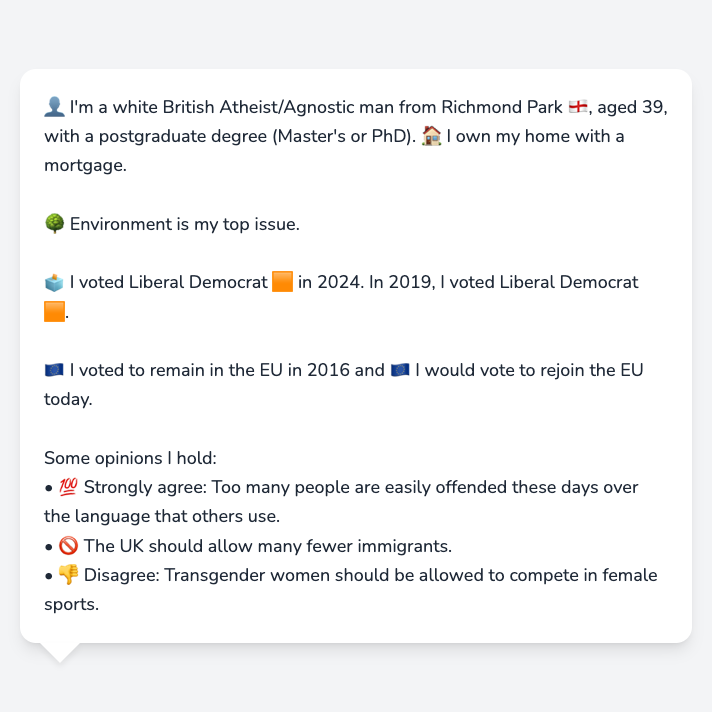 👤 I'm a white British Atheist/Agnostic man from Richmond Park 🏴󠁧󠁢󠁥󠁮󠁧󠁿, aged 39,
with a postgraduate degree (Master's or PhD). 🏠 I own my home with a
mortgage.
🌳 Environment is my top issue.
🗳️ I voted Liberal Democrat 🟧 in 2024. In 2019, I voted Liberal Democrat
🟧.
🇪🇺 I voted to remain in the EU in 2016 and 🇪🇺 I would vote to rejoin the EU
today.
Some opinions I hold:
• 💯 Strongly agree: Too many people are easily offended these days over
the language that others use.
• 🚫 The UK should allow many fewer immigrants.
• 👎 Disagree: Transgender women should be allowed to compete in female
sports.